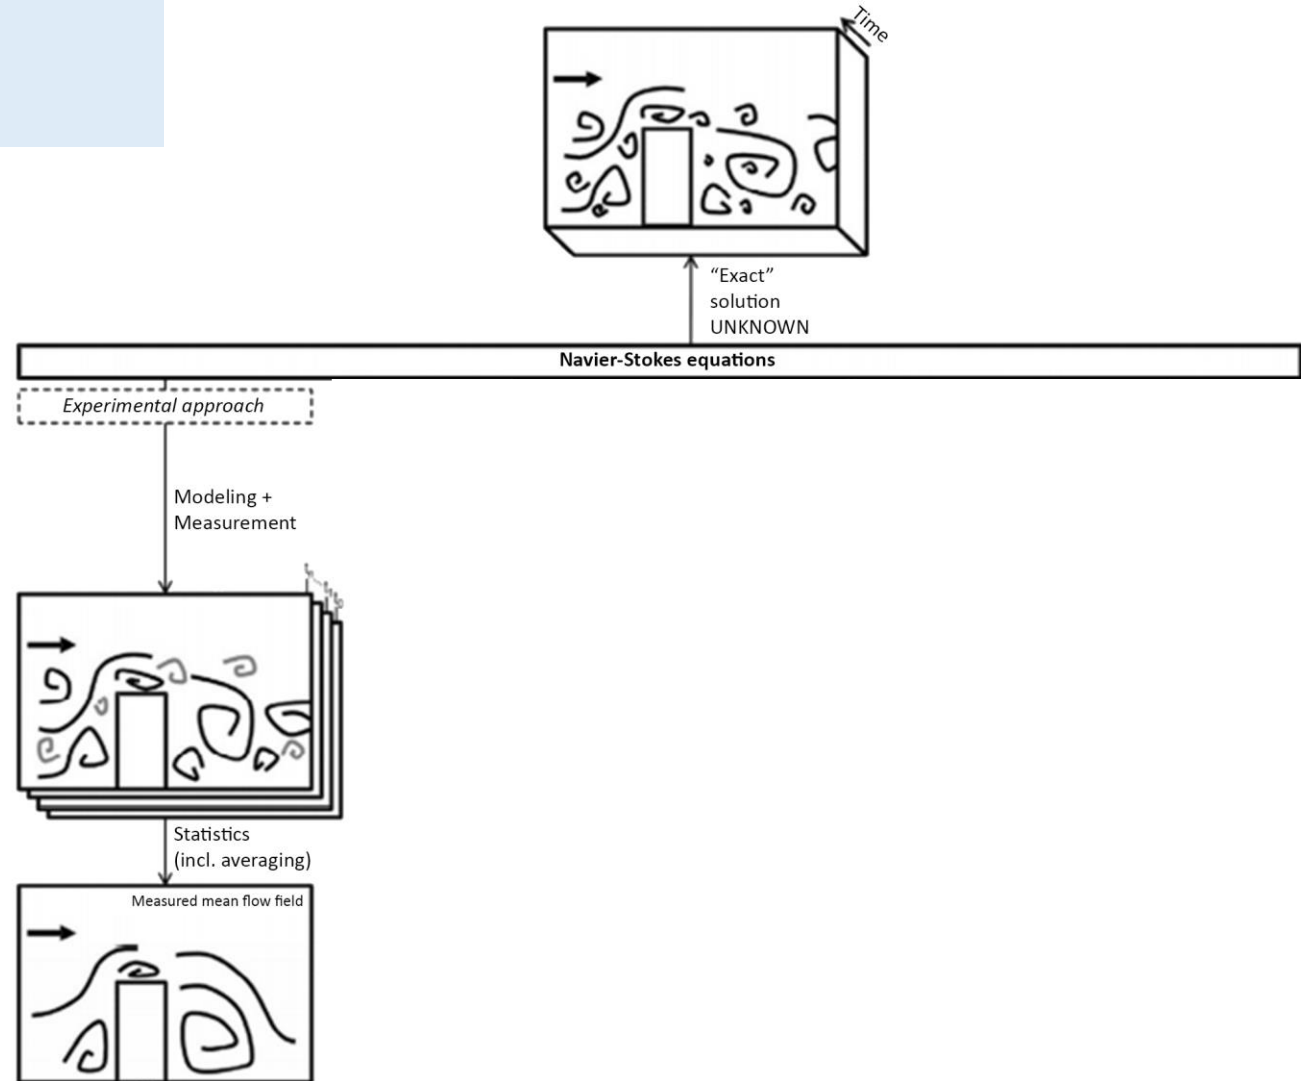 Time
“Exact”
solution
UNKNOWN
Navier-Stokes equations
Experimental approach
Modeling +
Measurement
Statistics
(incl. averaging)
Measured mean flow field